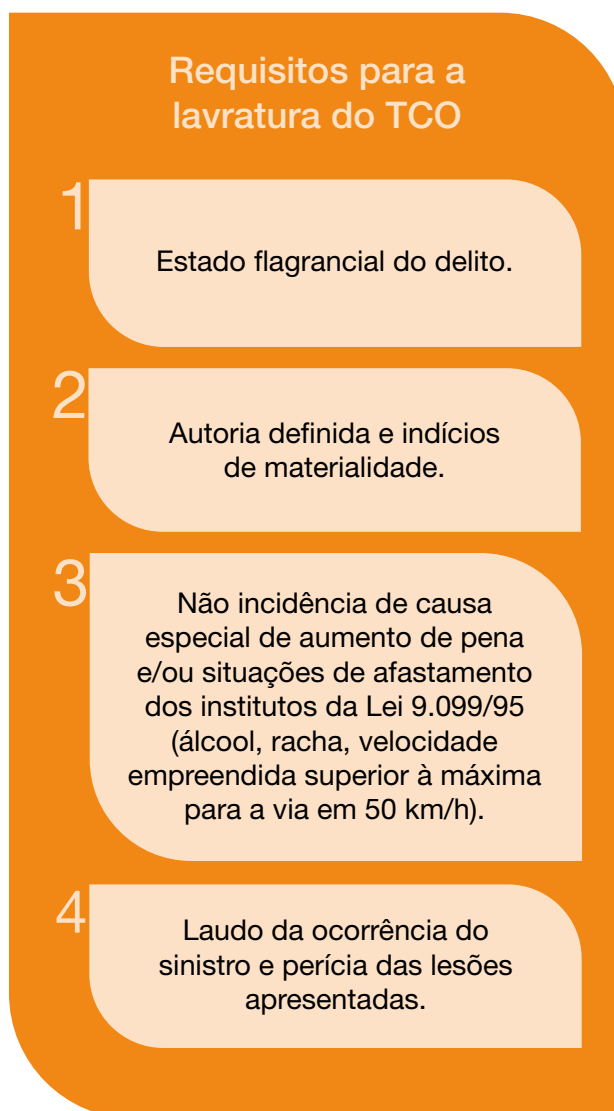 Requisitos para a
lavratura do TCO
1
Estado flagrancial do delito.
2
Autoria definida e indícios
de materialidade.
3
Não incidência de causa
especial de aumento de pena
e/ou situações de afastamento
dos institutos da Lei 9.099/95
(álcool, racha, velocidade
empreendida superior à máxima
para a via em 50 km/h).
4
Laudo da ocorrência do
sinistro e perícia das lesões
apresentadas.